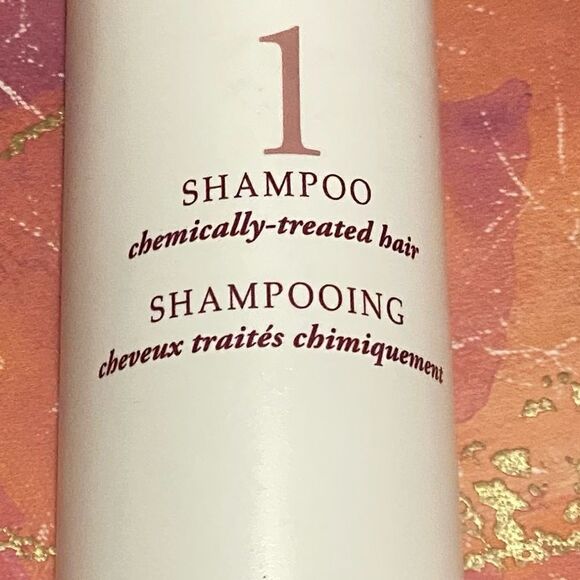 1
SHAMPOO
chemically-treated hair
SHAMPOOING
cheveux traités chimiquement